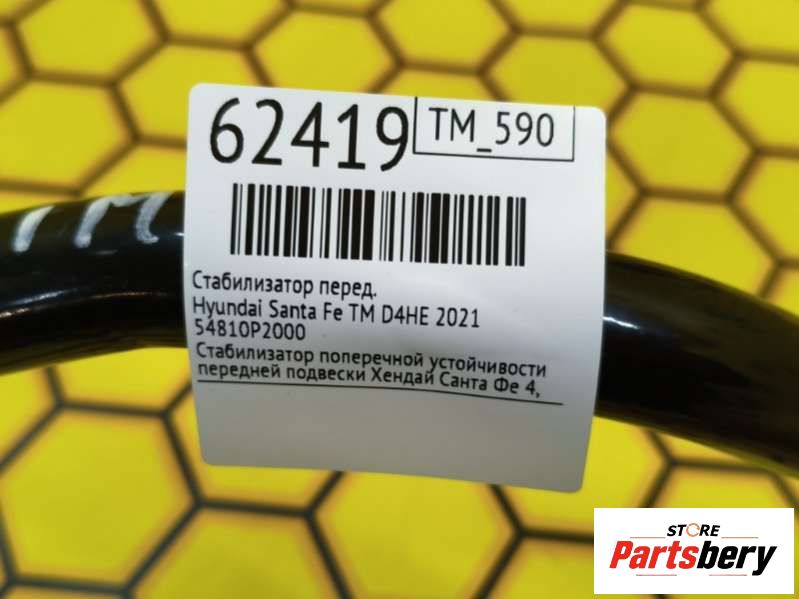 62419
TM_590
TM
Стабилизатор перед.
Hyundai Santa Fe TM D4HE 2021
54810P2000
Стабилизатор поперечной устойчивости
передней подвески Хендай Санта Фе 4,
STORE
Partsbery